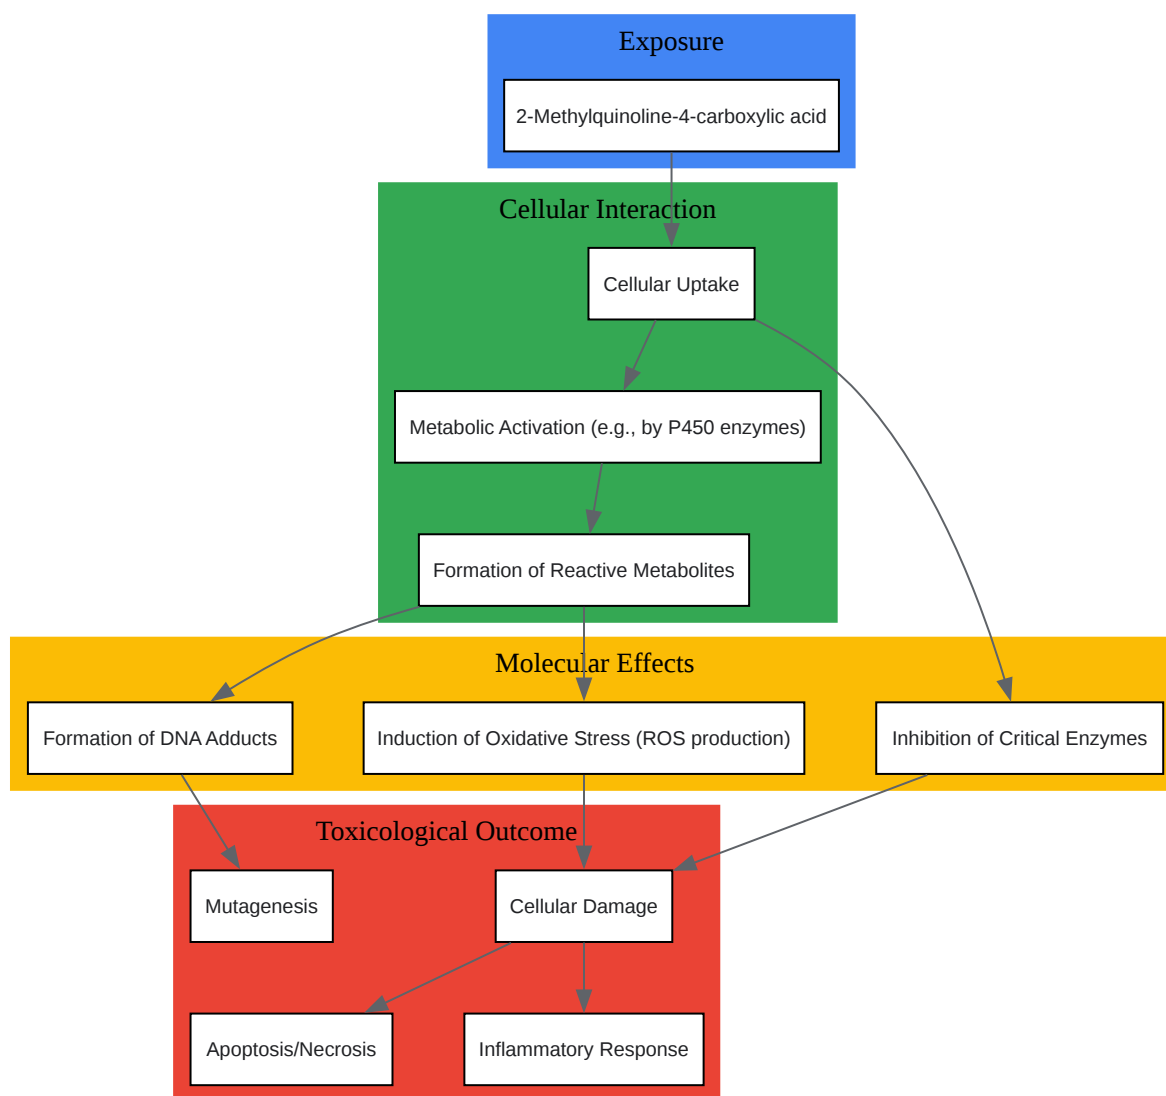 Exposure
2-Methylquinoline-4-carboxylic acid
Cellular Interaction
Cellular Uptake
Metabolic Activation (e.g., by P450 enzymes)
Formation of Reactive Metabolites
Molecular Effects
Formation of DNA Adducts
Induction of Oxidative Stress (ROS production)
Inhibition of Critical Enzymes
Toxicological Outcome
Mutagenesis
Cellular Damage
Apoptosis/Necrosis
Inflammatory Response